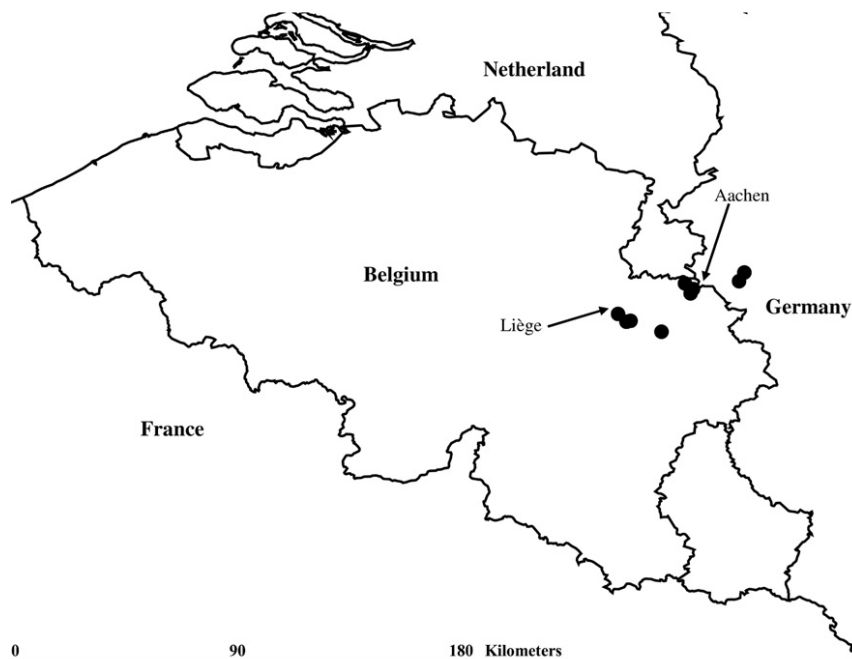 Netherland
Aachen
Belgium
Germany
Liège
France
0 90 180 Kilometers